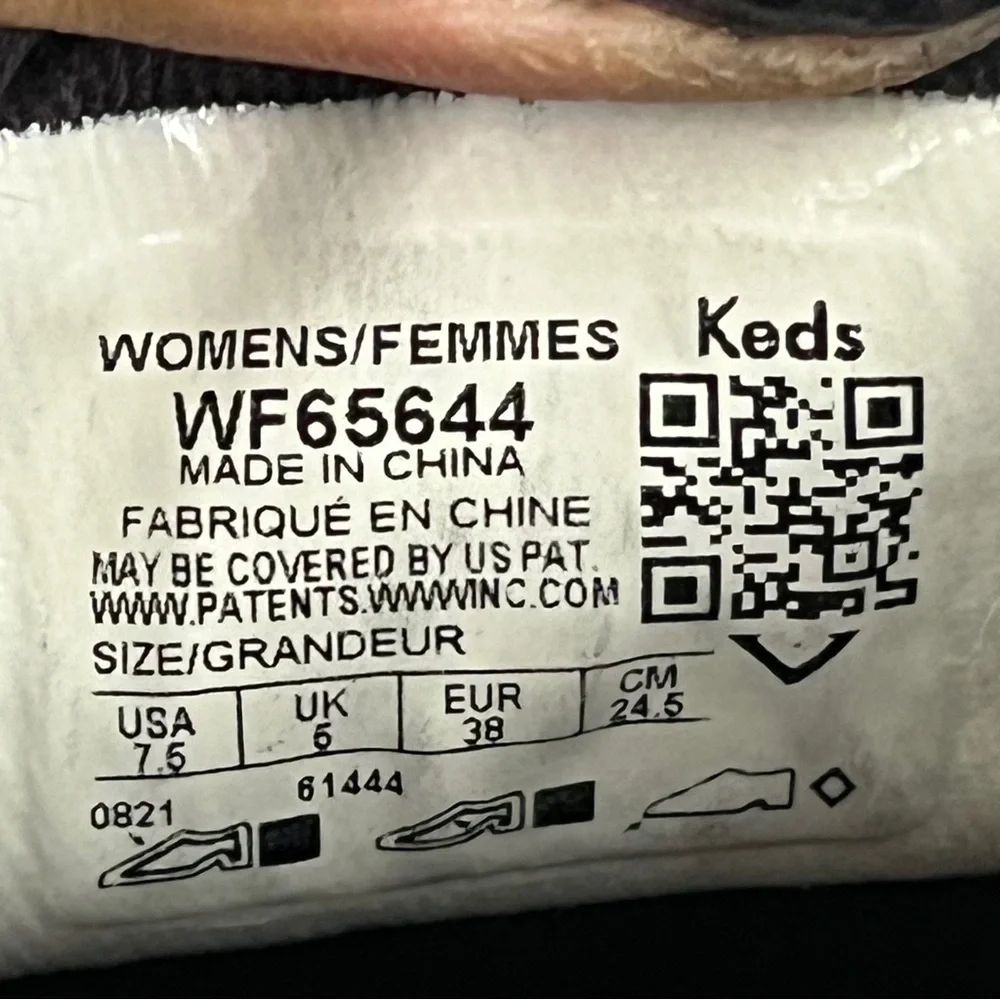 WOMENS/FEMMES
Keds
WF65644
MADE IN CHINA
FABRIQUÉ EN CHINE
MAY BE COVERED BY US PAT.
WWW.PATENTS.WWWINC.COM
SIZE/GRANDEUR
USA UK EUR CM
7.5 5 38 24.5
0821 61444